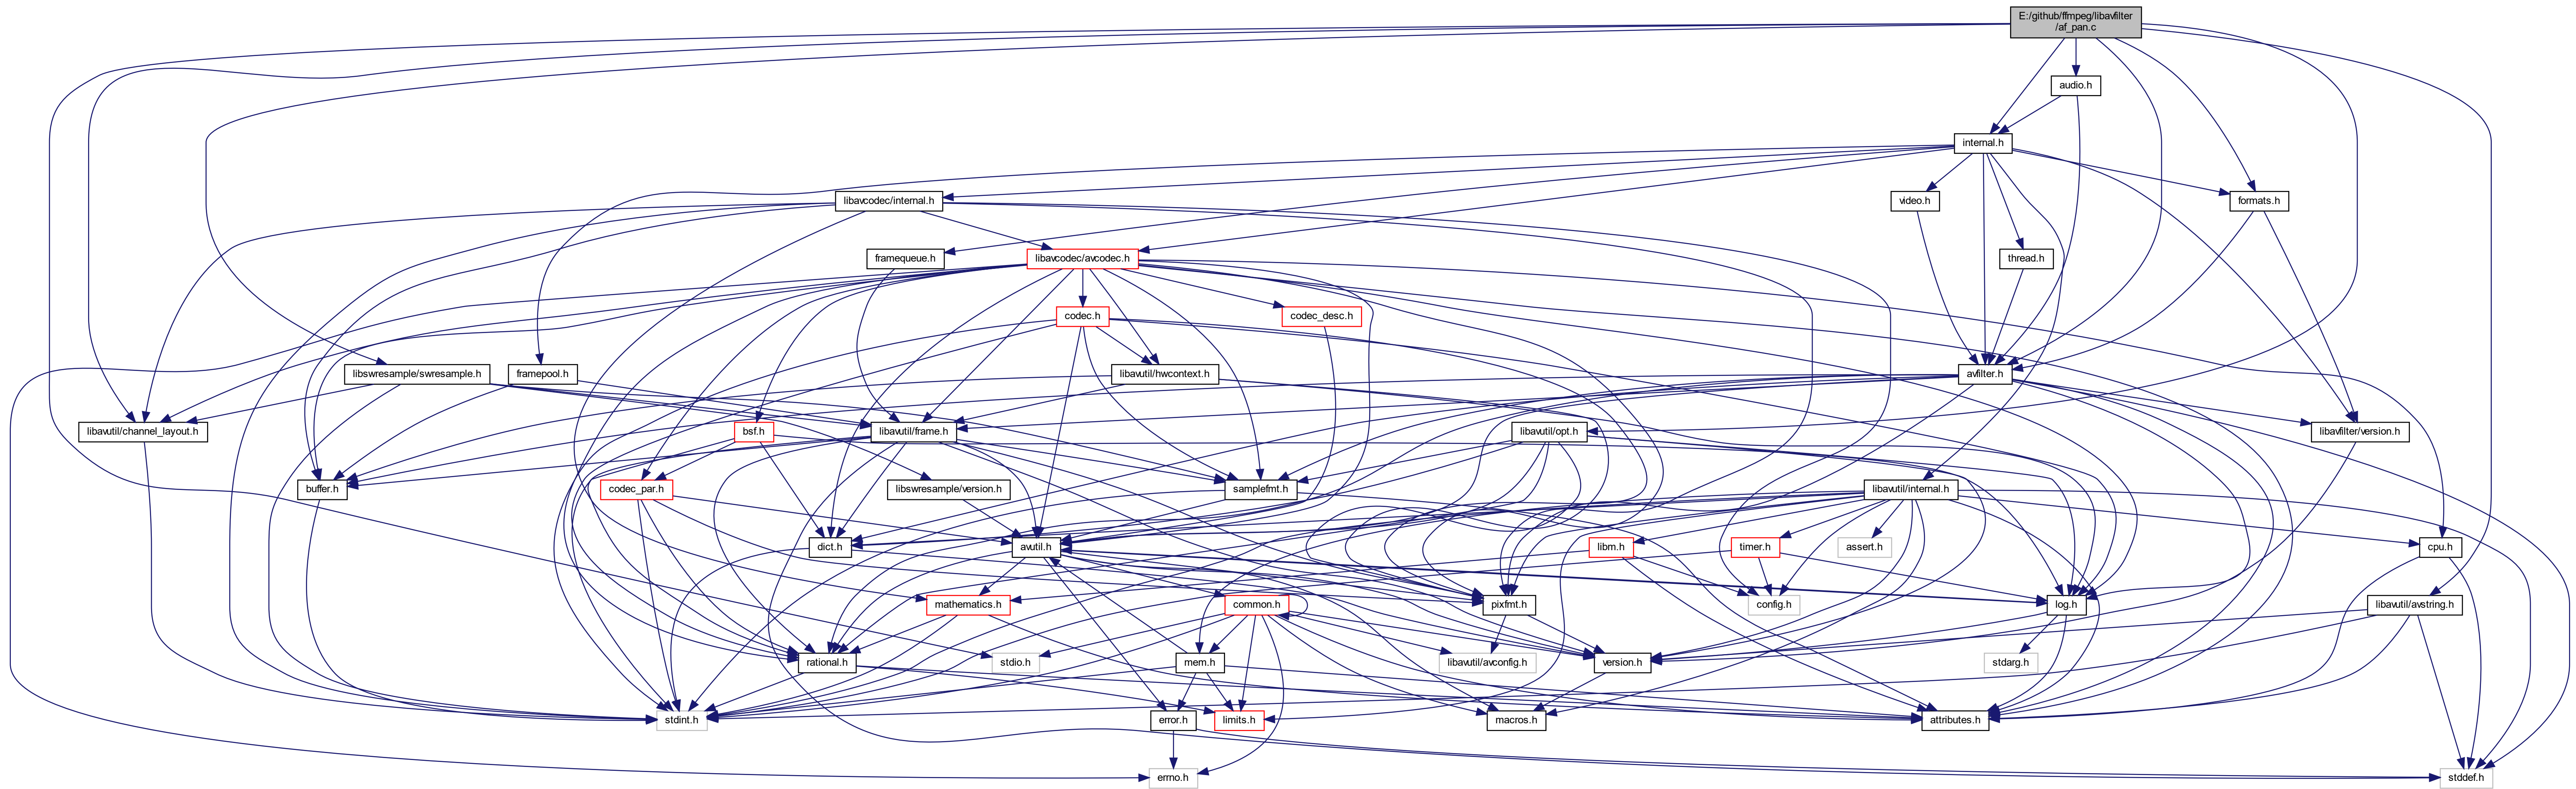 E:/github/ffmpeg/libavfilter
/af_pan.c
audio.h
internal.h
libavcodec/internal.h
video.h
formats.h
framequeue.h
libavcodec/avcodec.h
thread.h
codec.h
codec_desc.h
libswresample/swresample.h
framepool.h
libavutil/hwcontext.h
avfilter.h
libavutil/channel_layout.h
bsf.h
libavutil/frame.h
libavutil/opt.h
libavfilter/version.h
buffer.h
codec_par.h
libswresample/version.h
samplefmt.h
libavutil/internal.h
dict.h
avutil.h
libm.h
timer.h
assert.h
cpu.h
mathematics.h
common.h
pixfmt.h
config.h
log.h
libavutil/avstring.h
rational.h
stdio.h
mem.h
libavutil/avconfig.h
version.h
stdarg.h
stdint.h
error.h
limits.h
macros.h
attributes.h
errno.h
stddef.h